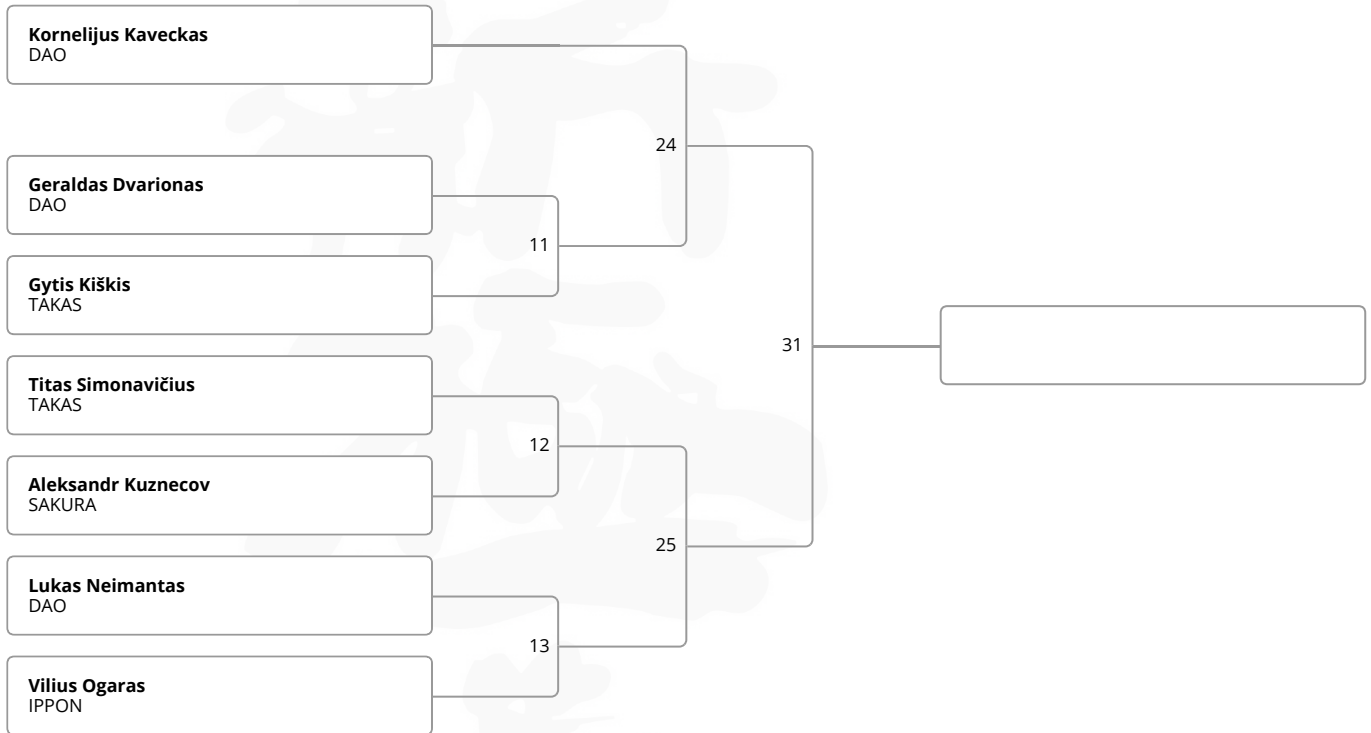 Kornelijus Kaveckas
DAO
24
Geraldas Dvarionas
DAO
11
Gytis Kiškis
TAKAS
31
Titas Simonavičius
TAKAS
12
Aleksandr Kuznecov
SAKURA
25
Lukas Neimantas
DAO
13
Vilius Ogaras
IPPON